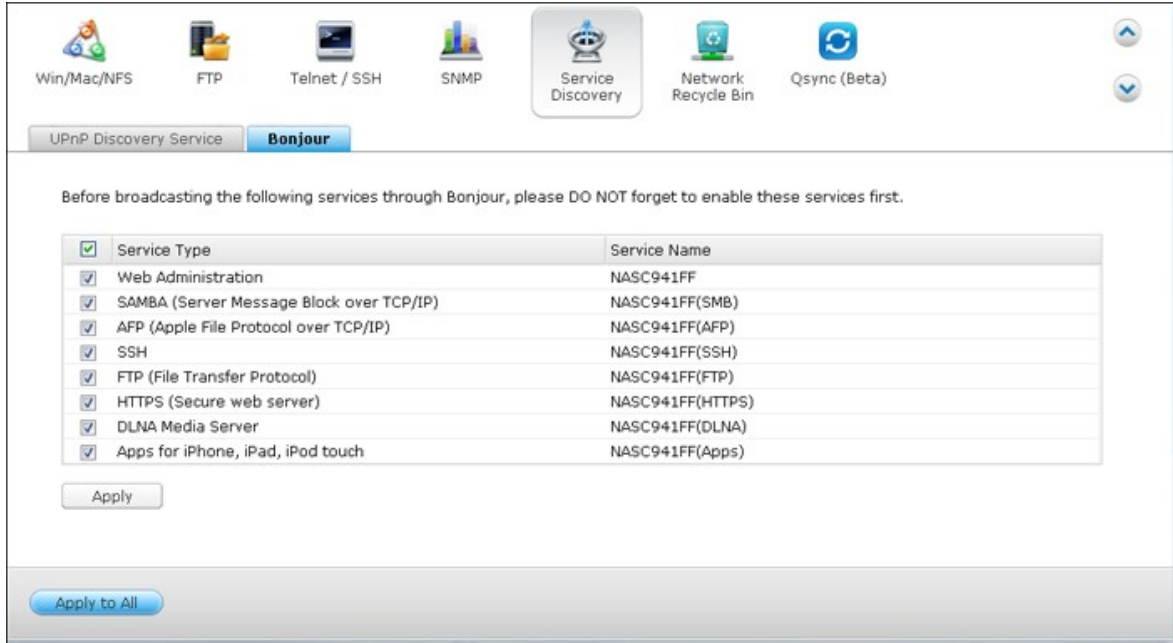 Win/Mac/NFS FTP Telnet / SSH SNMP Service Discovery Network Recycle Bin Qsync (Beta)
UPnP Discovery Service Bonjour
Before broadcasting the following services through Bonjour, please DO NOT forget to enable these services first.
Service Type Service Name
Web Administration NASC941FF
SAMBA (Server Message Block over TCP/IP) NASC941FF(SMB)
AFP (Apple File Protocol over TCP/IP) NASC941FF(AFP)
SSH NASC941FF(SSH)
FTP (File Transfer Protocol) NASC941FF(FTP)
HTTPS (Secure web server) NASC941FF(HTTPS)
DLNA Media Server NASC941FF(DLNA)
Apps for iPhone, iPad, iPod touch NASC941FF(Apps)
Apply
Apply to All